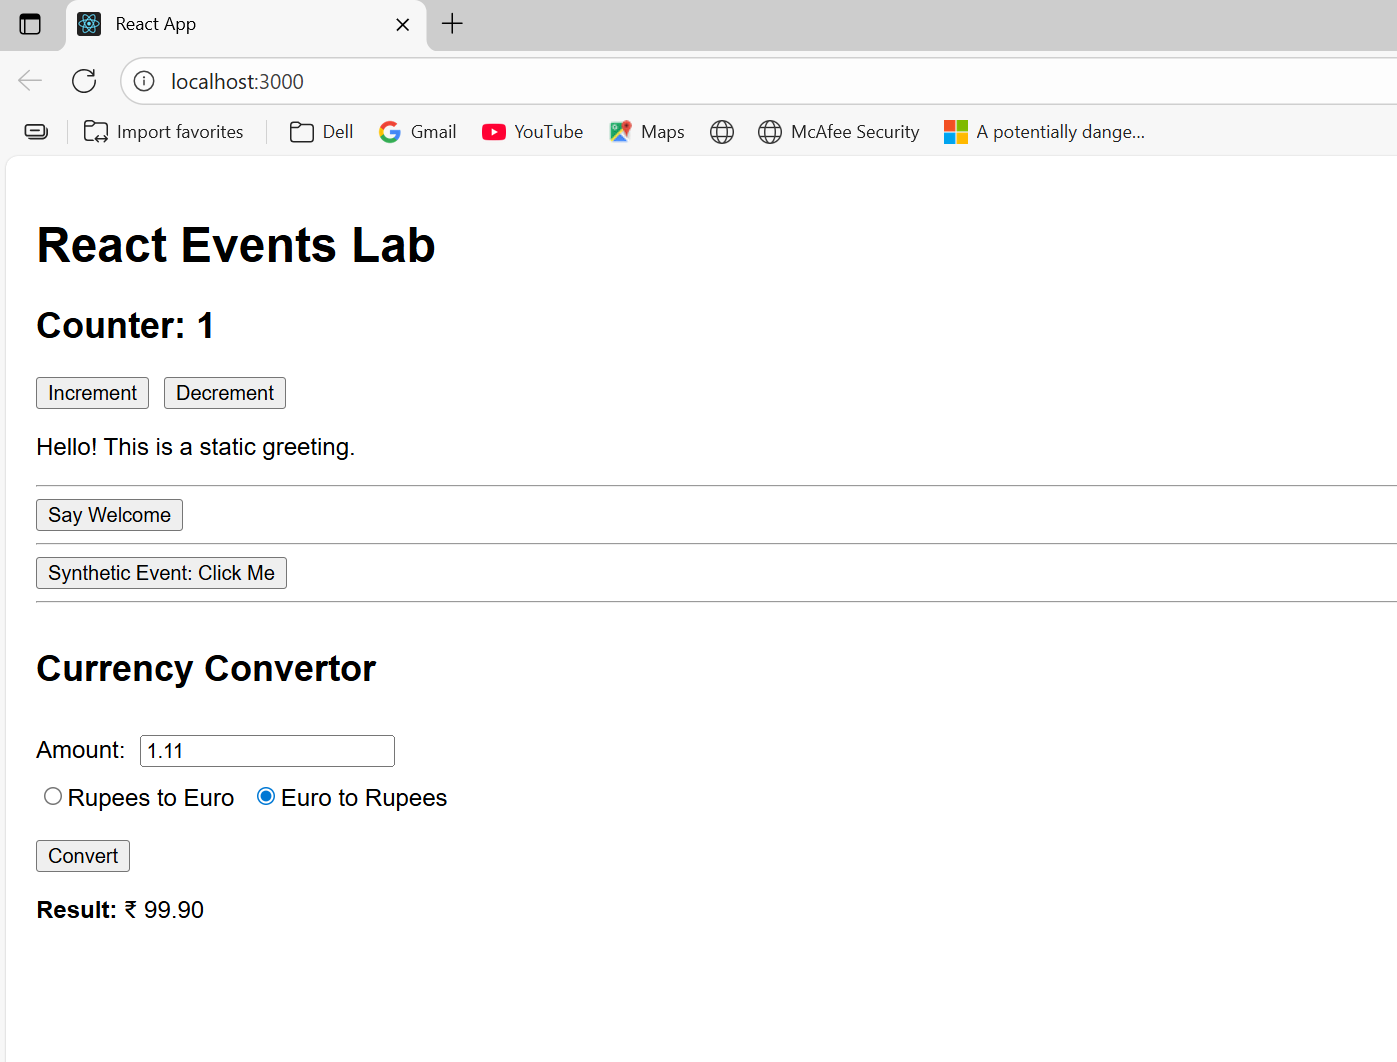 React App
localhost:3000
Import favorites Dell Gmail YouTube Maps McAfee Security A potentially dange...
React Events Lab
Counter: 1
Increment Decrement
Hello! This is a static greeting.
Say Welcome
Synthetic Event: Click Me
Currency Convertor
Amount: 1.11
Rupees to Euro Euro to Rupees
Convert
Result: ₹ 99.90